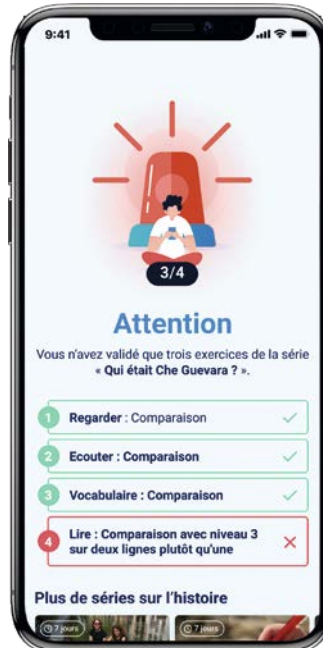 9:41
3/4
Attention
Vous n'avez validé que trois exercices de la série
« Qui était Che Guevara ? ».
1 Regarder : Comparaison
2 Ecouter : Comparaison
3 Vocabulaire : Comparaison
4 Lire : Comparaison avec niveau 3
sur deux lignes plutôt qu'une
Plus de séries sur l'histoire
7 jours 7 jours